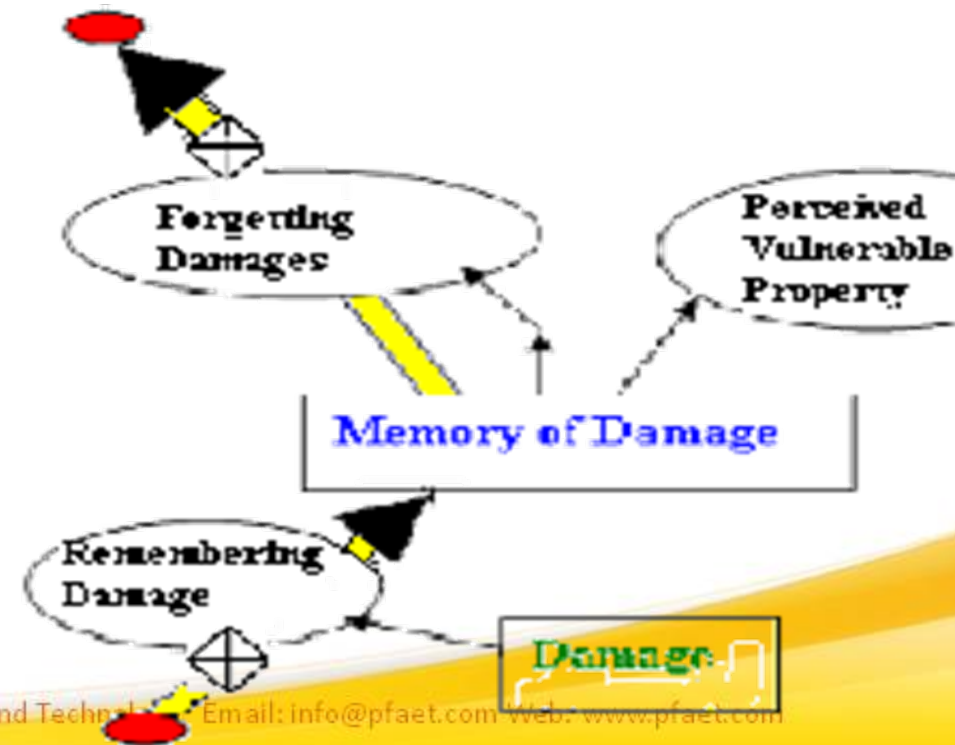 Forgetting
Damages
Perceived
Vulnerable
Property
Memory of Damage
Remembering
Damage
Damage
nd Email: info@pfaet.com Web: www.pfaet.com